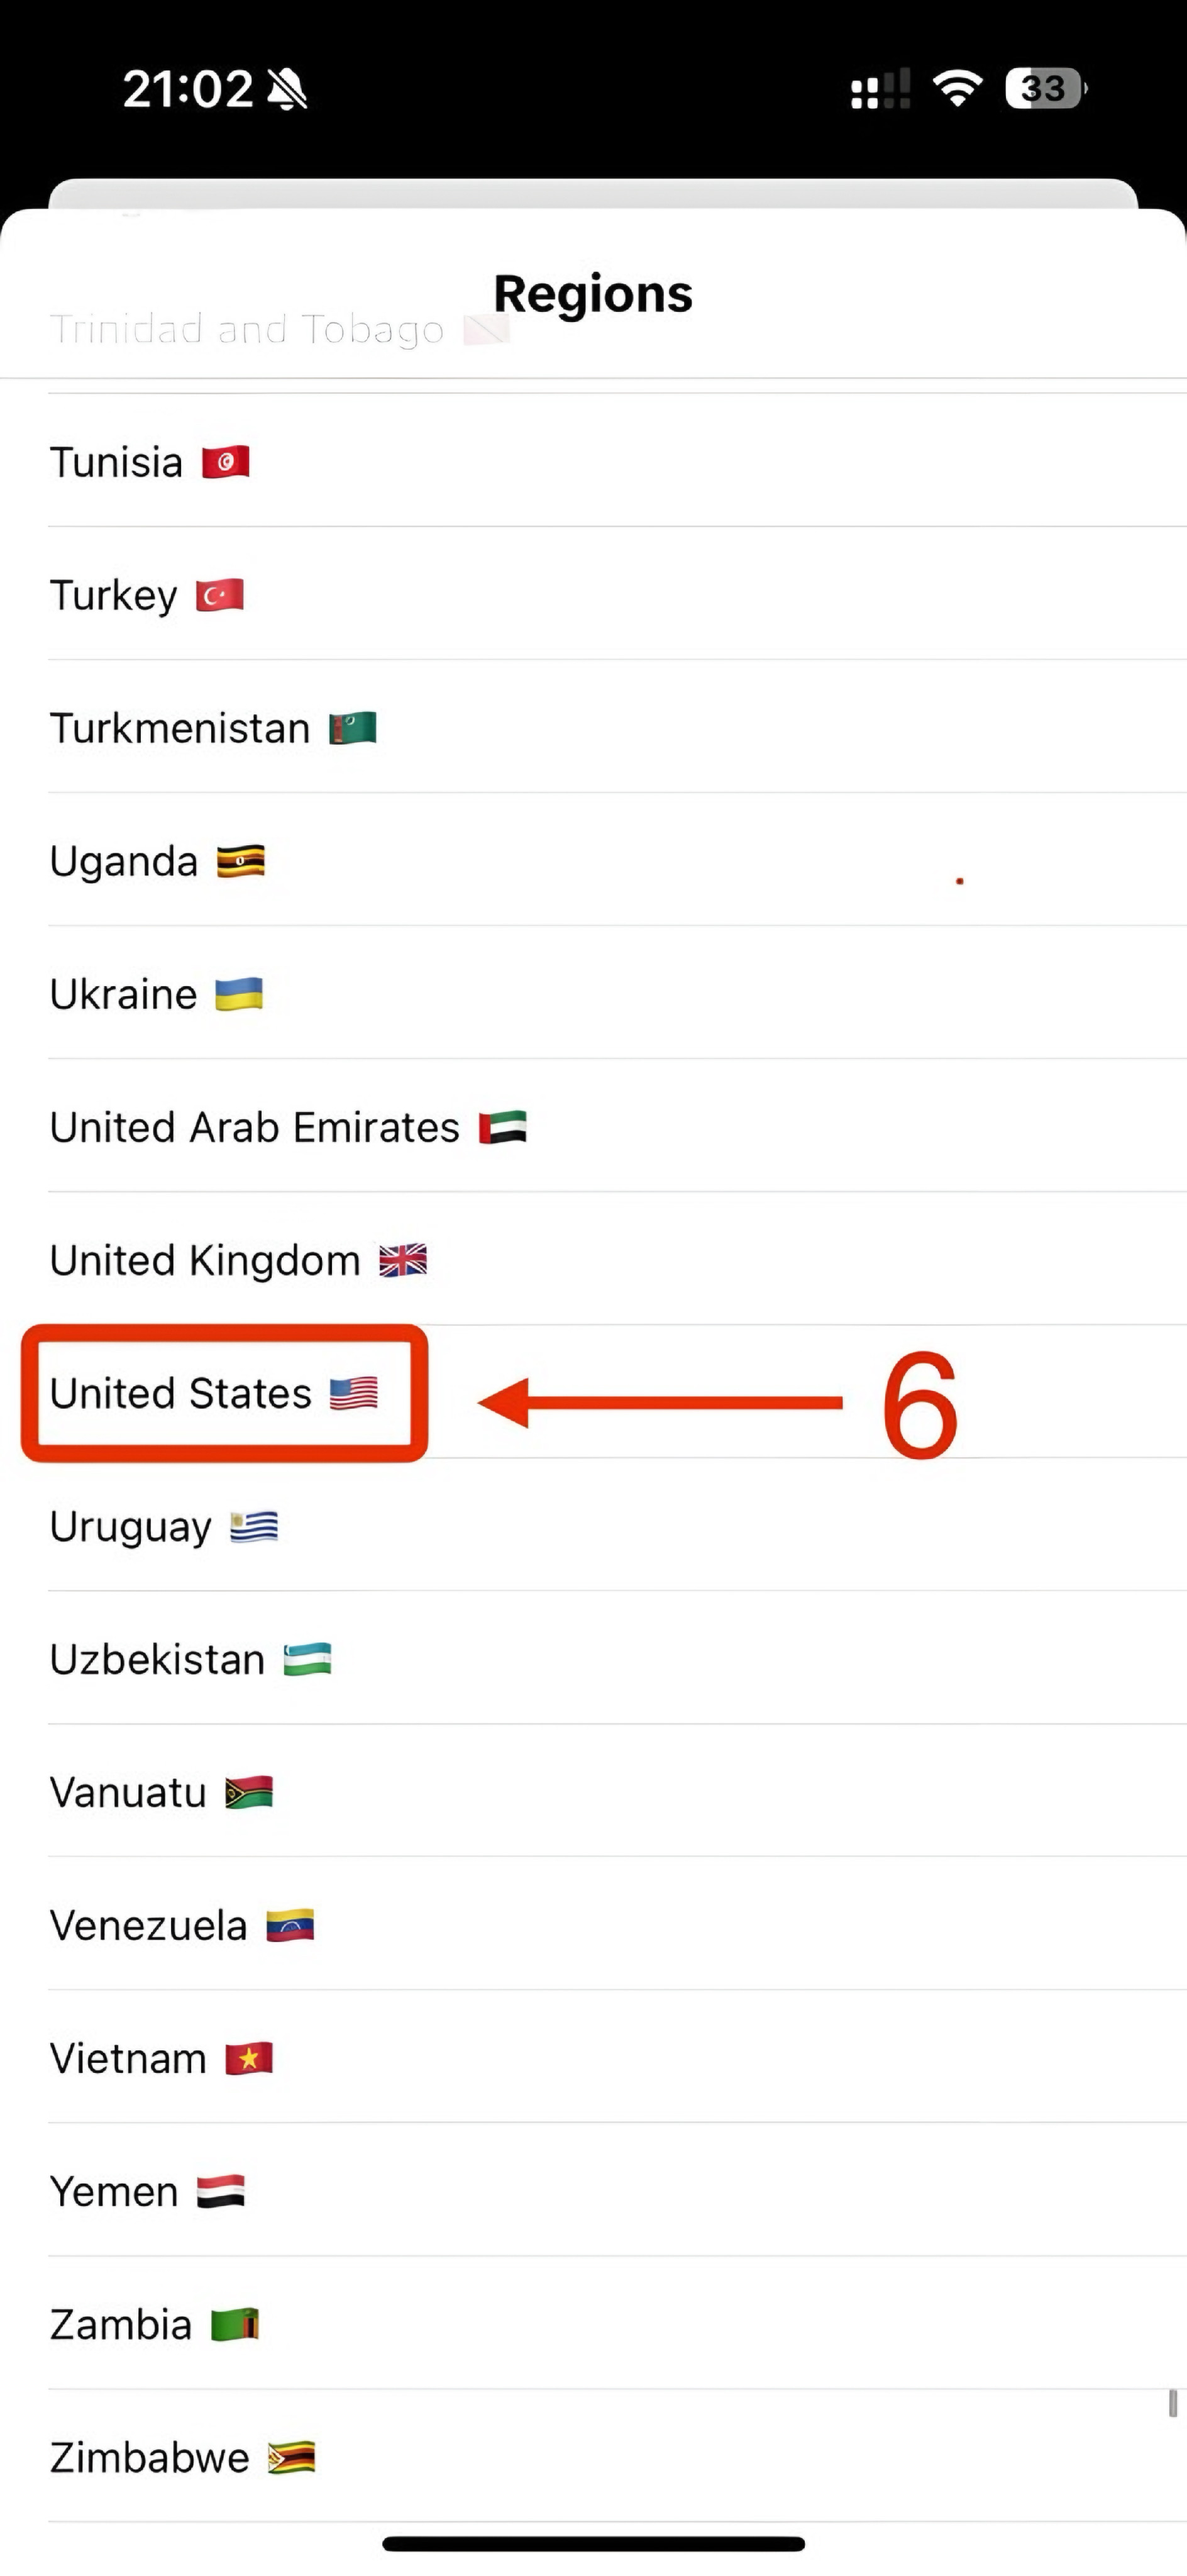 21:02
33
Regions
Trinidad and Tobago
Tunisia 🇹🇳
Turkey 🇹🇷
Turkmenistan 🇹🇲
Uganda 🇺🇬
Ukraine 🇺🇦
United Arab Emirates 🇦🇪
United Kingdom 🇬🇧
United States 🇺🇸
6
Uruguay 🇺🇾
Uzbekistan 🇺🇿
Vanuatu 🇻🇺
Venezuela 🇻🇪
Vietnam 🇻🇳
Yemen 🇾🇪
Zambia 🇿🇲
Zimbabwe 🇿🇼